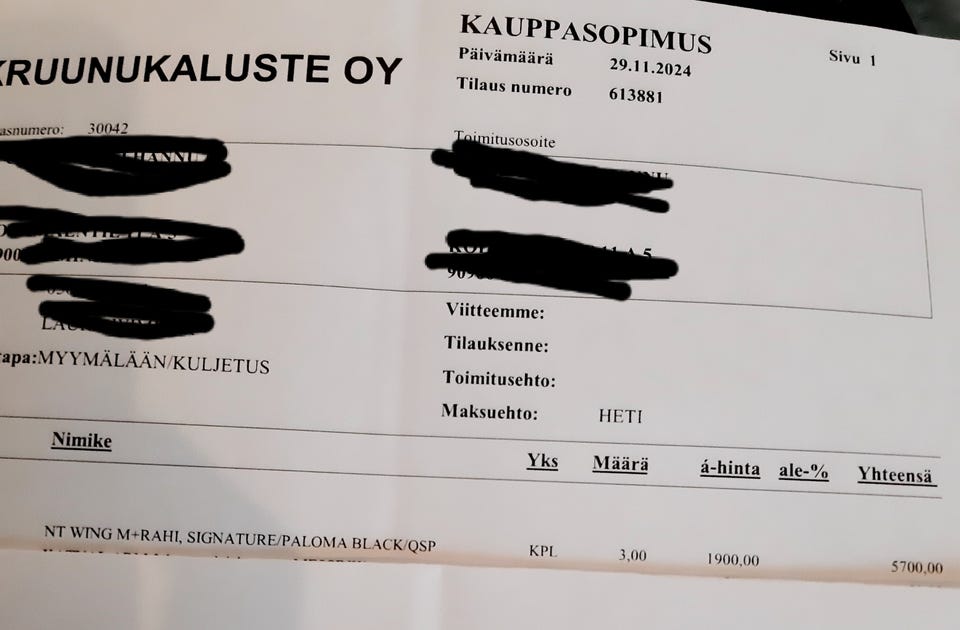 KRUUNUKALUSTE OY
KAUPPASOPIMUS
Sivu 1
Päivämäärä 29.11.2024
Tilaus numero 613881
asnumero: 30042
Toimitusosoite
Viitteemme:
Tilauksenne:
Toimitusehto:
apa:MYYMÄLÄÄN/KULJETUS
Maksuehto: HETI
Nimike Yks Määrä á-hinta ale-% Yhteensä
NT WING M+RAHI, SIGNATURE/PALOMA BLACK/QSP KPL 3,00 1900,00 5700,00